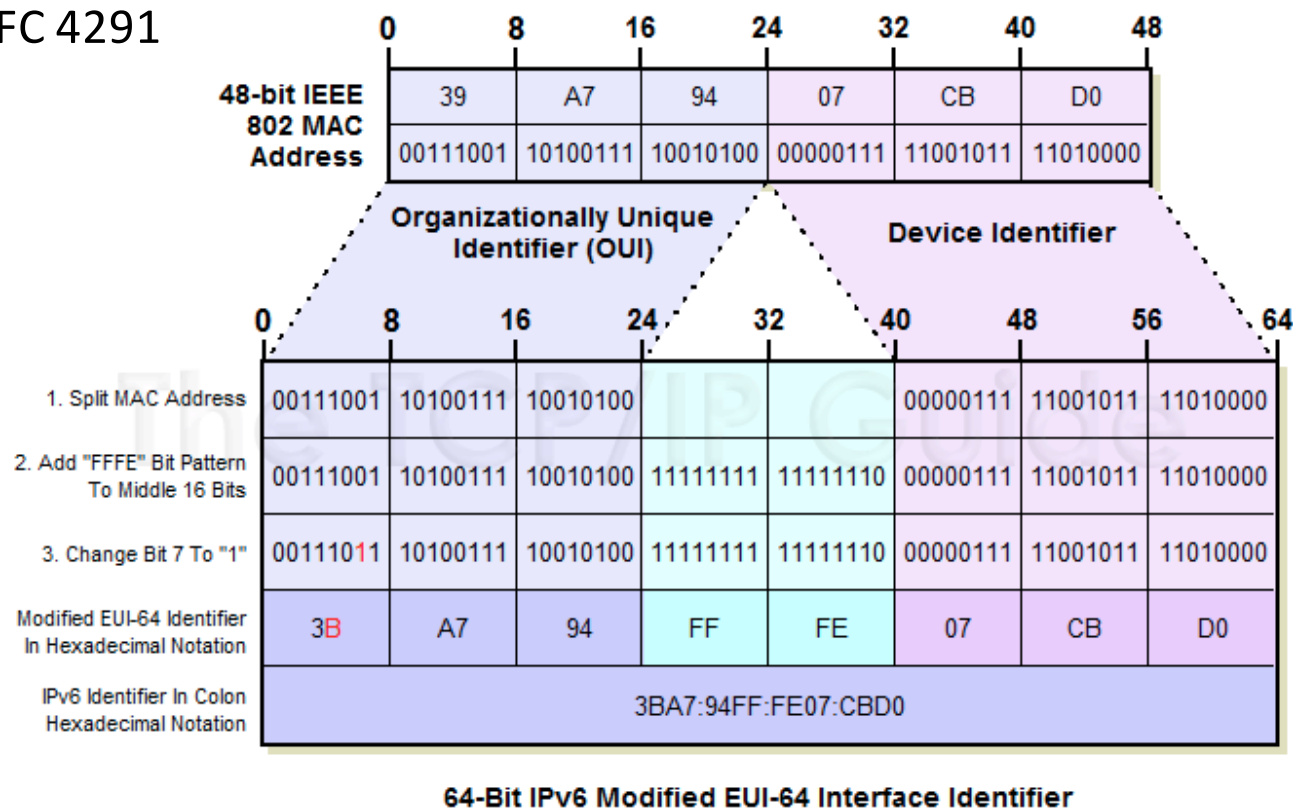 FC 4291
0 8 16 24 32 40 48
48-bit IEEE
802 MAC
Address
39 A7 94 07 CB D0
00111001 10100111 10010100 00000111 11001011 11010000
Organizationally Unique
Identifier (OUI)
Device Identifier
0 8 16 24 32 40 48 56 64
1. Split MAC Address 00111001 10100111 10010100 00000111 11001011 11010000
2. Add "FFFE" Bit Pattern
To Middle 16 Bits
00111001 10100111 10010100 11111111 11111110 00000111 11001011 11010000
3. Change Bit 7 To "1" 00111011 10100111 10010100 11111111 11111110 00000111 11001011 11010000
Modified EUI-64 Identifier
In Hexadecimal Notation
3B A7 94 FF FE 07 CB D0
IPv6 Identifier In Colon
Hexadecimal Notation
3BA7:94FF:FE07:CBD0
64-Bit IPv6 Modified EUI-64 Interface Identifier
The TCP/IP Guide